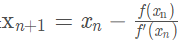 x_{n+1} = x_n − \frac{f(x_n)}{f'(x_n)}